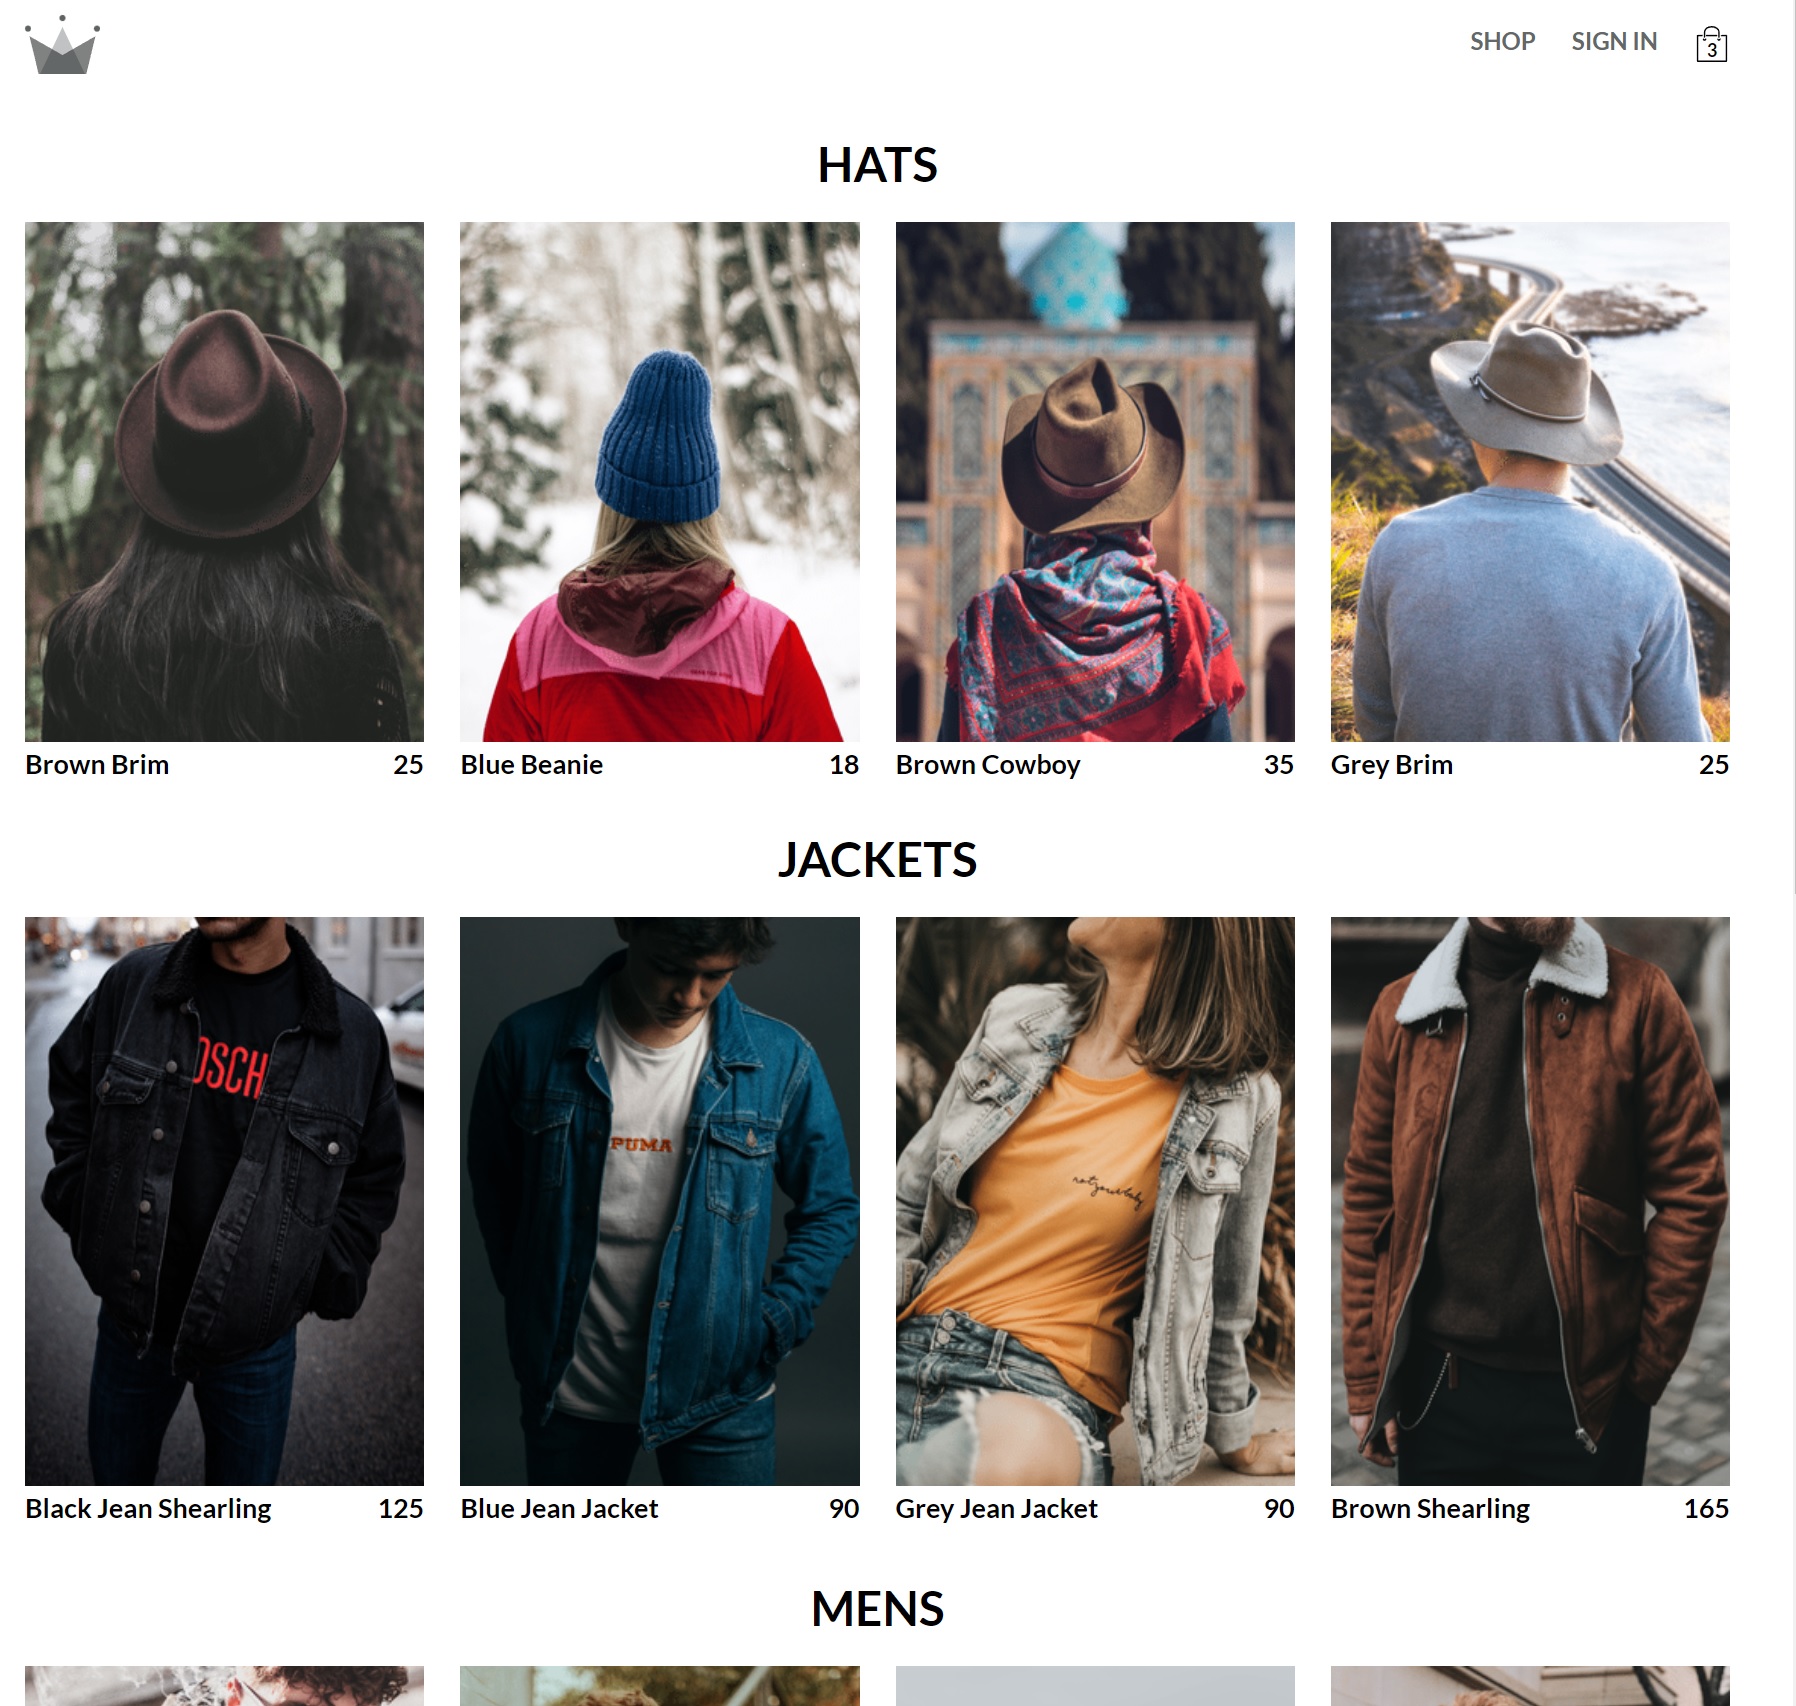 SHOP SIGN IN 3
HATS
Brown Brim 25 Blue Beanie 18 Brown Cowboy 35 Grey Brim 25
JACKETS
OSCH
PUMA
notyourbaby
Black Jean Shearling 125 Blue Jean Jacket 90 Grey Jean Jacket 90 Brown Shearling 165
MENS